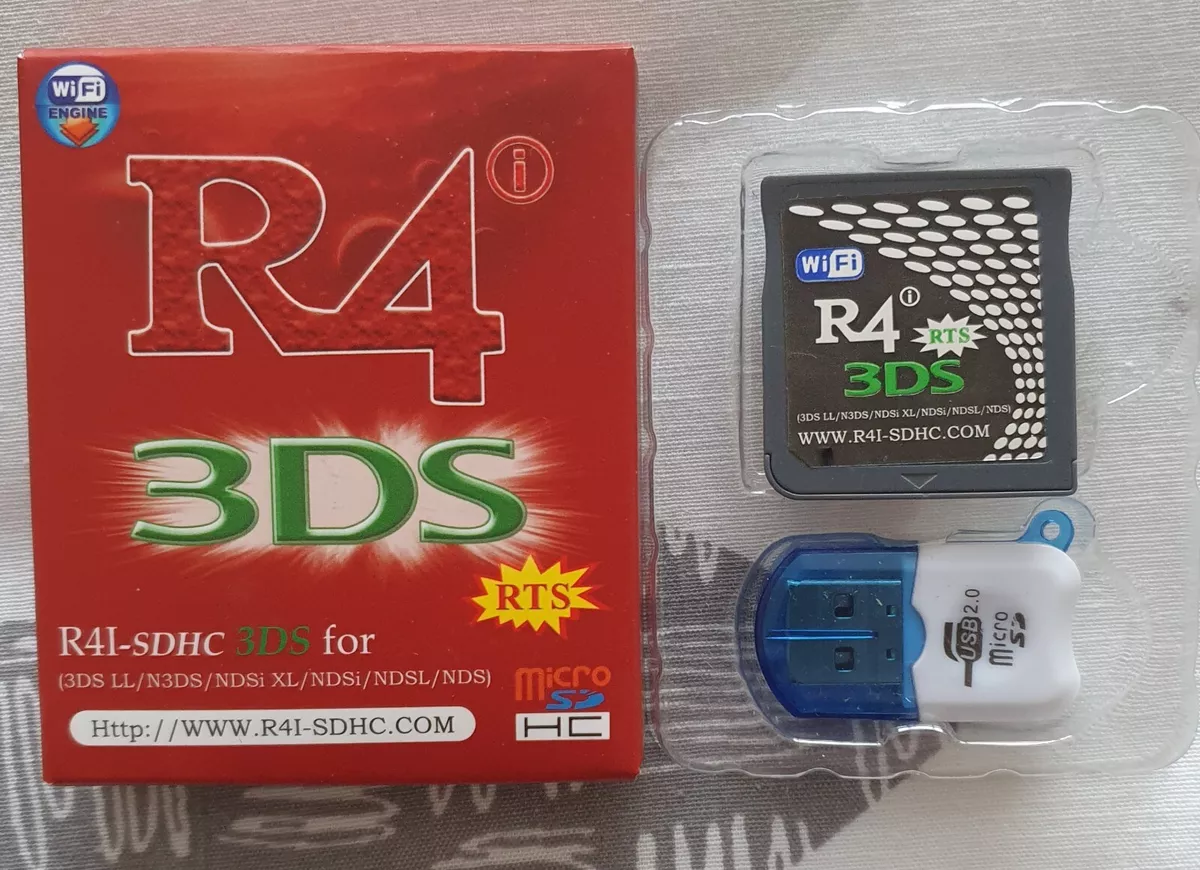 WiFi
ENGINE
R4 i
3DS
RTS
R4I-SDHC 3DS for
(3DS LL/N3DS/NDSi XL/NDSi/NDSL/NDS)
Micro
SD
HC
Http://WWW.R4I-SDHC.COM
WiFi
R4 i
RTS
3DS
(3DS LL/N3DS/NDSi XL/NDSi/NDSL/NDS)
WWW.R4I-SDHC.COM
USB2.0
Micro
SD